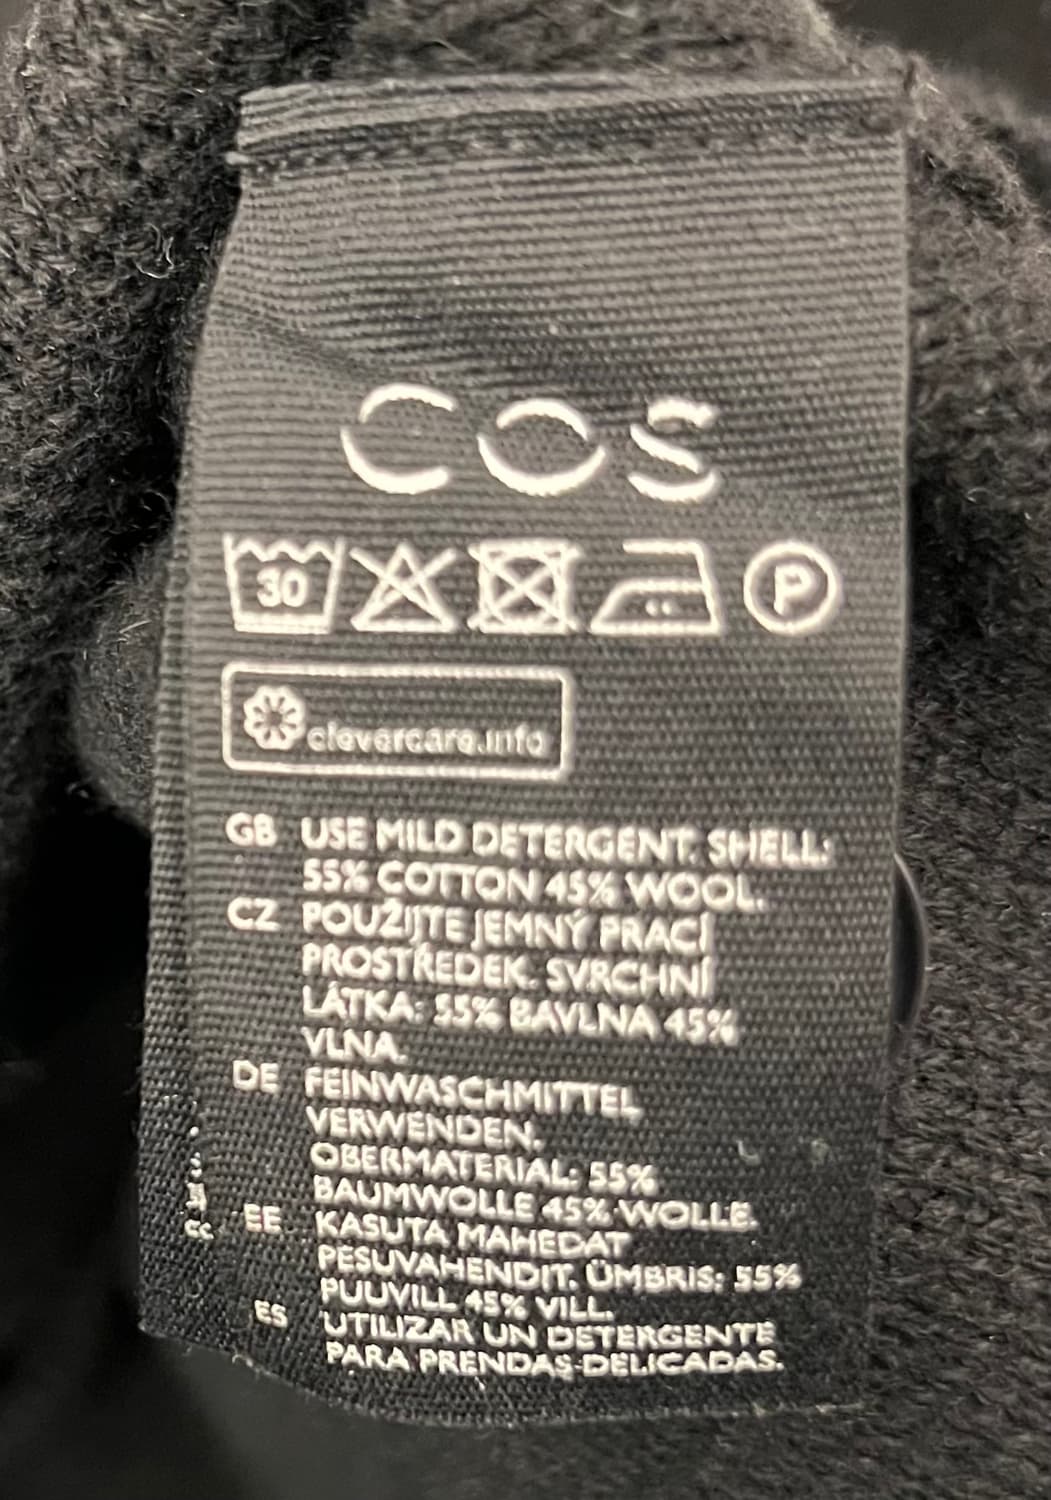 COS
30
P
clevercare.info
GB USE MILD DETERGENT. SHELL:
55% COTTON 45% WOOL.
CZ POUŽIJTE JEMNÝ PRACÍ
PROSTŘEDEK. SVRCHNÍ
LÁTKA: 55% BAVLNA 45%
VLNA.
DE FEINWASCHMITTEL
VERWENDEN.
OBERMATERIAL: 55%
BAUMWOLLE 45% WOLLE.
EE KASUTA MAHEDAT
PESUVAHENDIT. ÜMBRIS: 55%
PUUVILL 45% VILL.
ES UTILIZAR UN DETERGENTE
PARA PRENDAS DELICADAS.